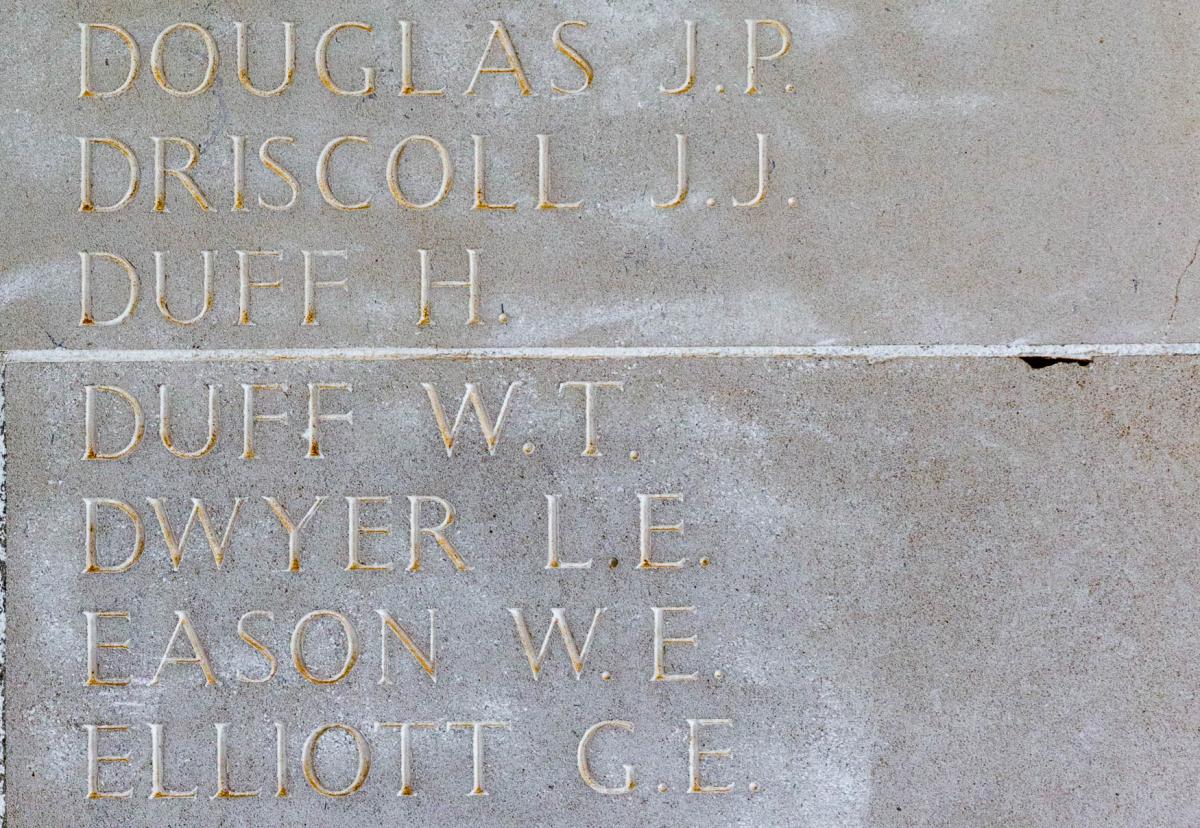 DOUGLAS J.P.
DRISCOLL J.J.
DUFF H.
DUFF W.T.
DWYER L.E.
EASON W.E.
ELLIOTT G.E.